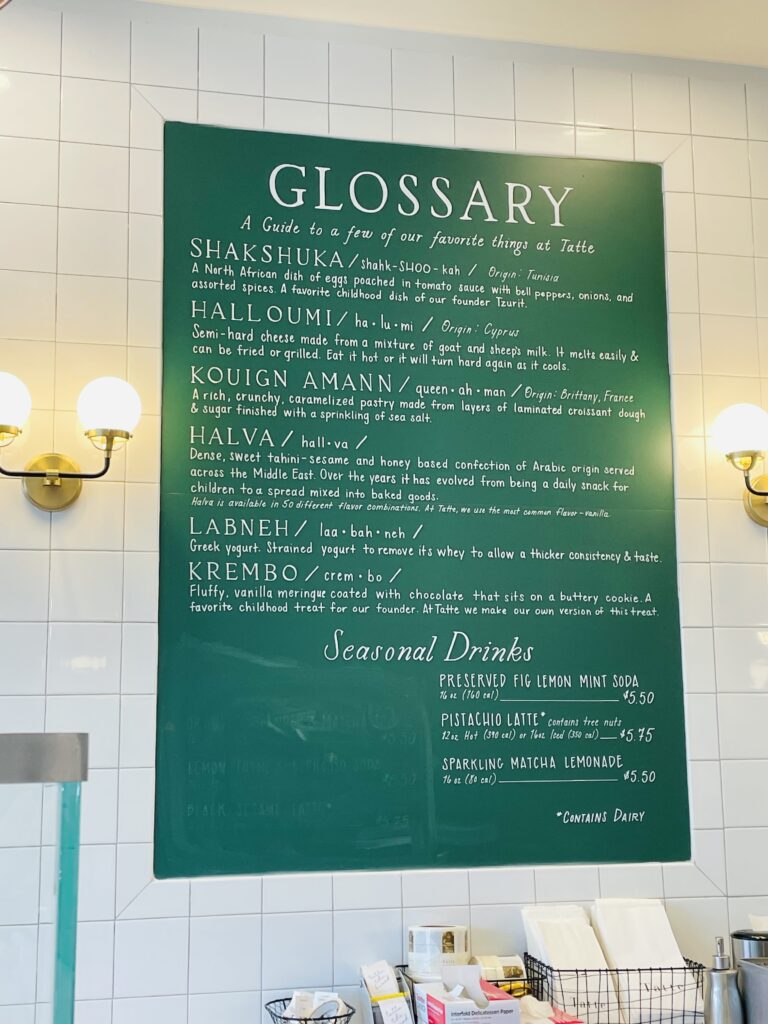 GLOSSARY
A Guide to a few of our favorite things at Tatte
SHAKSHUKA / shahk-SHOO-kah / Origin: Tunisia
A North African dish of eggs poached in tomato sauce with bell peppers, onions, and
assorted spices. A favorite childhood dish of our founder Tzurit.
HALLOUMI / ha•lu•mi / Origin: Cyprus
Semi-hard cheese made from a mixture of goat and sheep's milk. It melts easily &
can be fried or grilled. Eat it hot or it will turn hard again as it cools.
KOUIGN AMANN / queen•ah•man / Origin: Brittany, France
A rich, crunchy, caramelized pastry made from layers of laminated croissant dough
& sugar finished with a sprinkling of sea salt.
HALVA / hall•va /
Dense, sweet tahini-sesame and honey based confection of Arabic origin served
across the Middle East. Over the years it has evolved from being a daily snack for
children to a spread mixed into baked goods.
Halva is available in 50 different flavor combinations. At Tatte, we use the most common flavor-vanilla.
LABNEH / laa•bah•neh /
Greek yogurt. Strained yogurt to remove its whey to allow a thicker consistency & taste.
KREMBO / crem•bo /
Fluffy, vanilla meringue coated with chocolate that sits on a buttery cookie. A
favorite childhood treat for our founder. At Tatte we make our own version of this treat.
Seasonal Drinks
PRESERVED FIG LEMON MINT SODA
16 oz (160 cal) $5.50
PISTACHIO LATTE* contains tree nuts
12oz Hot (390 cal) or 16oz Iced (350 cal) $5.75
SPARKLING MATCHA LEMONADE
16 oz (80 cal) $5.50
*CONTAINS DAIRY
BLACK SESAME LATTE*
Interfold Delicatessen Paper
Tatte
Tatte